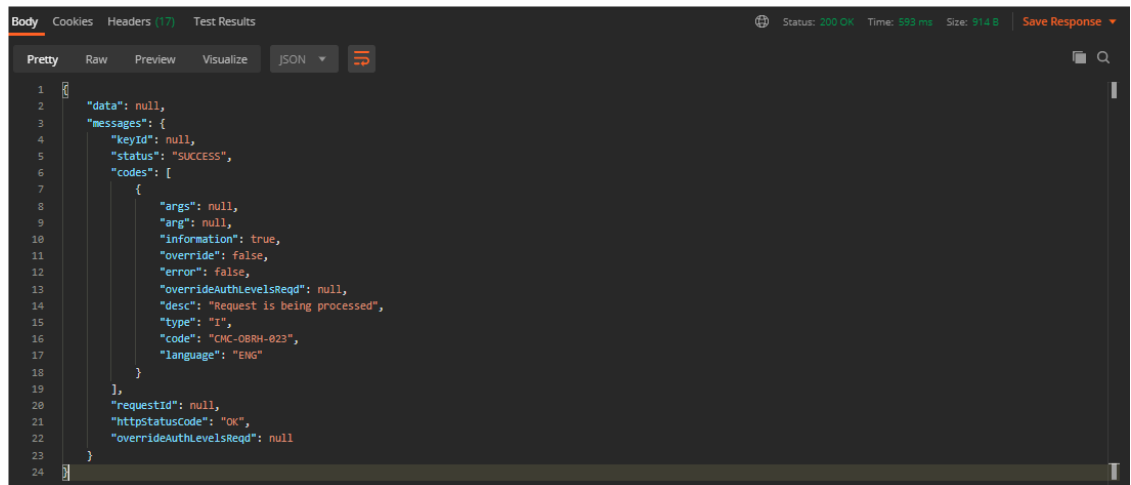 Body Cookies Headers (17) Test Results Status: 200 OK Time: 593 ms Size: 914 B Save Response
Pretty Raw Preview Visualize JSON
1 {
2 "data": null,
3 "messages": {
4 "keyId": null,
5 "status": "SUCCESS",
6 "codes": [
7 {
8 "args": null,
9 "arg": null,
10 "information": true,
11 "override": false,
12 "error": false,
13 "overrideAuthLevelsReqd": null,
14 "desc": "Request is being processed",
15 "type": "I",
16 "code": "CMC-OBRH-023",
17 "language": "ENG"
18 }
19 ],
20 "requestId": null,
21 "httpStatusCode": "OK",
22 "overrideAuthLevelsReqd": null
23 }
24 }